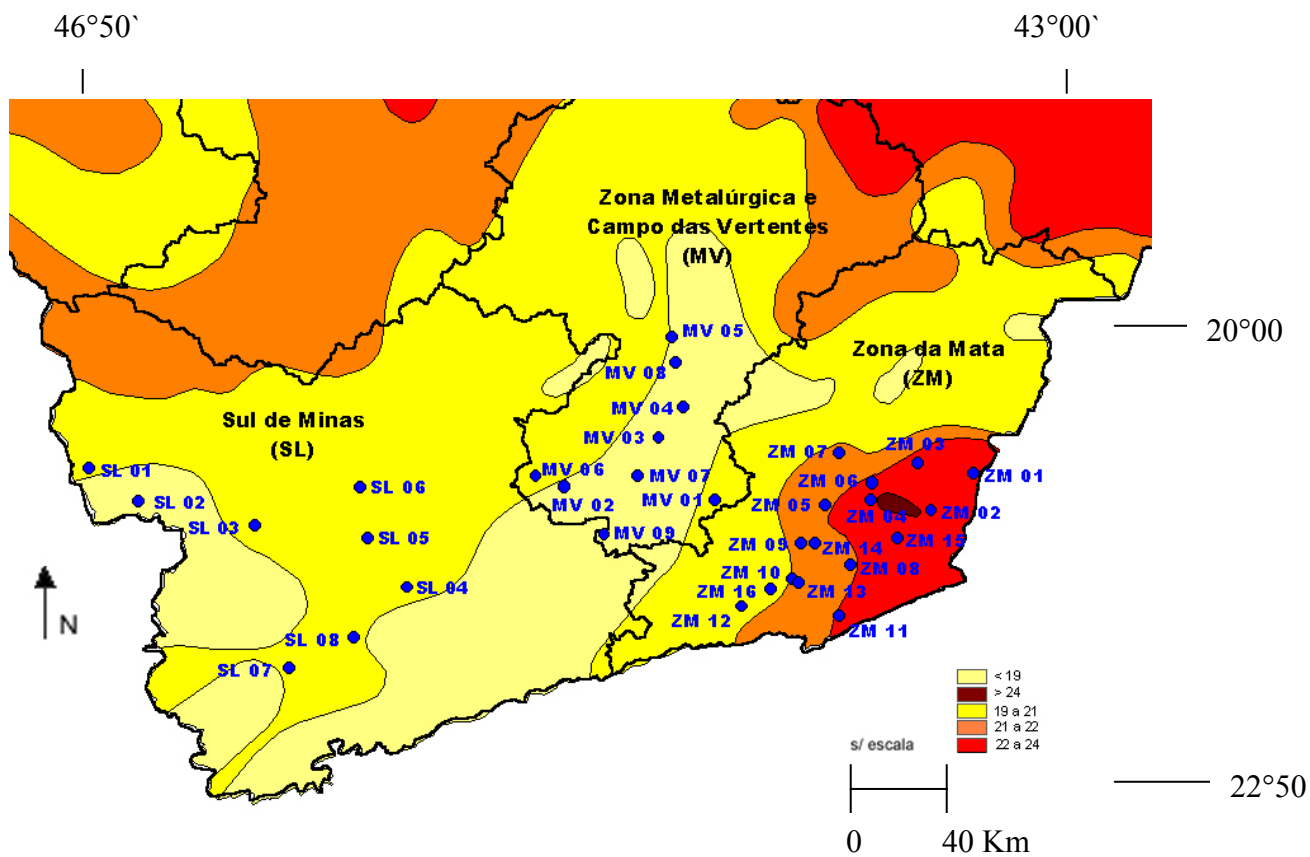 46°50`
43°00`
Zona Metalúrgica e
Campo das Vertentes
(MV)
20°00
MV 05
Zona da Mata
(ZM)
MV 08
MV 04
Sul de Minas
(SL)
MV 03
ZM 07
ZM 03
SL 01
MV 06
MV 07
ZM 06
ZM 01
SL 06
SL 02
MV 02
MV 01
ZM 05
ZM 04
ZM 02
SL 03
SL 05
MV 09
ZM 09
ZM 14
ZM 15
ZM 08
SL 04
ZM 10
ZM 13
ZM 16
ZM 12
ZM 11
N
SL 08
SL 07
< 19
> 24
19 a 21
21 a 22
22 a 24
s/ escala
22°50
0 40 Km